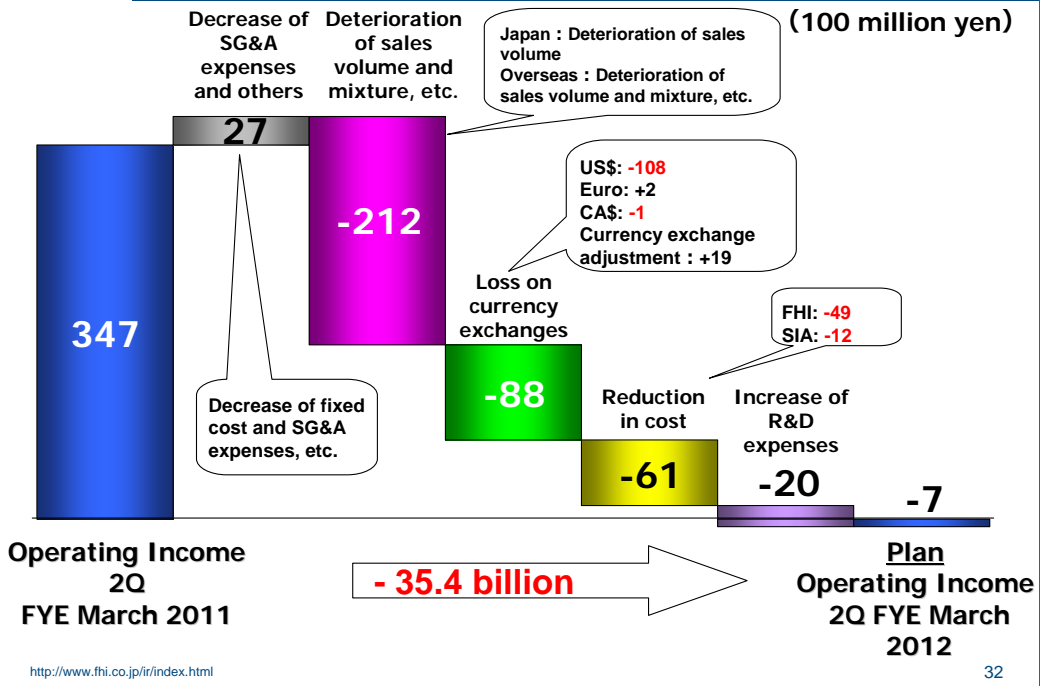 (100 million yen)
Decrease of
SG&A
expenses
and others
Deterioration
of sales
volume and
mixture, etc.
Japan : Deterioration of sales
volume
Overseas : Deterioration of
sales volume and mixture, etc.
27
347
-212
US$: -108
Euro: +2
CA$: -1
Currency exchange
adjustment : +19
Loss on
currency
exchanges
-88
FHI: -49
SIA: -12
Decrease of fixed
cost and SG&A
expenses, etc.
Reduction
in cost
-61
Increase of
R&D
expenses
-20
-7
Operating Income
2Q
FYE March 2011
- 35.4 billion
Plan
Operating Income
2Q FYE March
2012
http://www.fhi.co.jp/ir/index.html
32